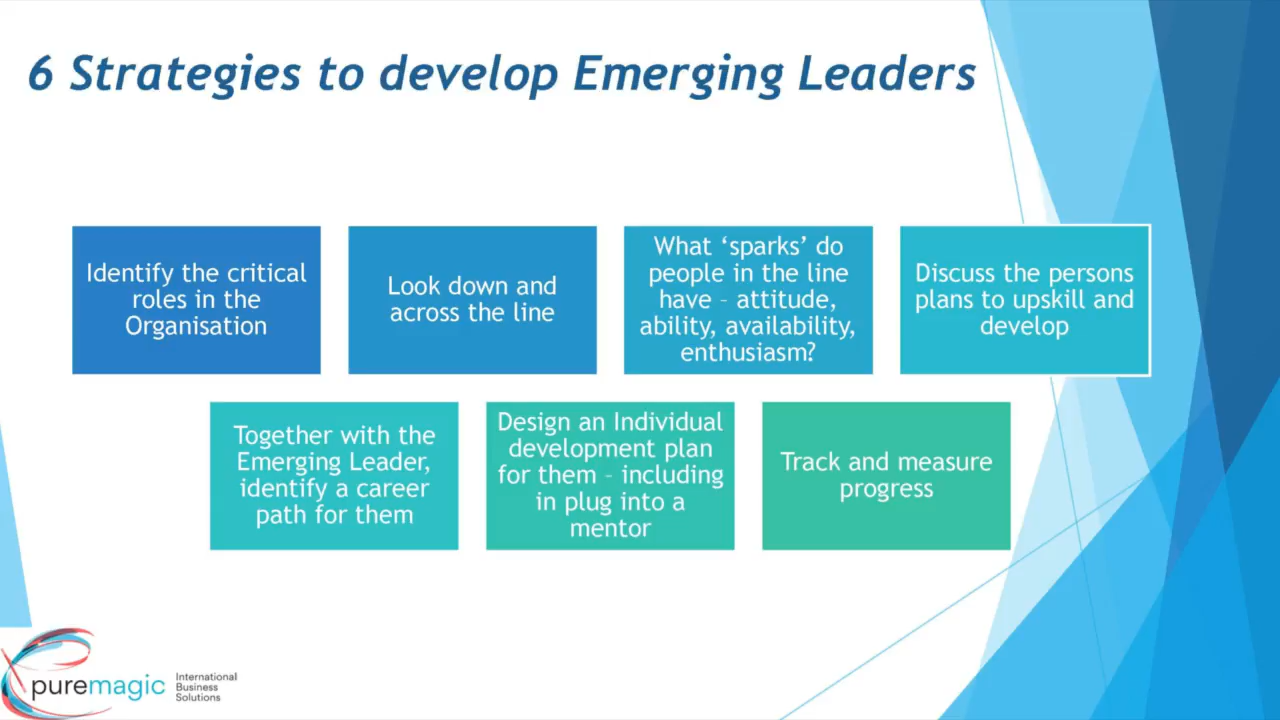 6 Strategies to develop Emerging Leaders
Identify the critical
roles in the
Organisation
Look down and
across the line
What ‘sparks’ do
people in the line
have – attitude,
ability, availability,
enthusiasm?
Discuss the persons
plans to upskill and
develop
Together with the
Emerging Leader,
identify a career
path for them
Design an Individual
development plan
for them – including
in plug into a
mentor
Track and measure
progress
puremagic
International
Business
Solutions